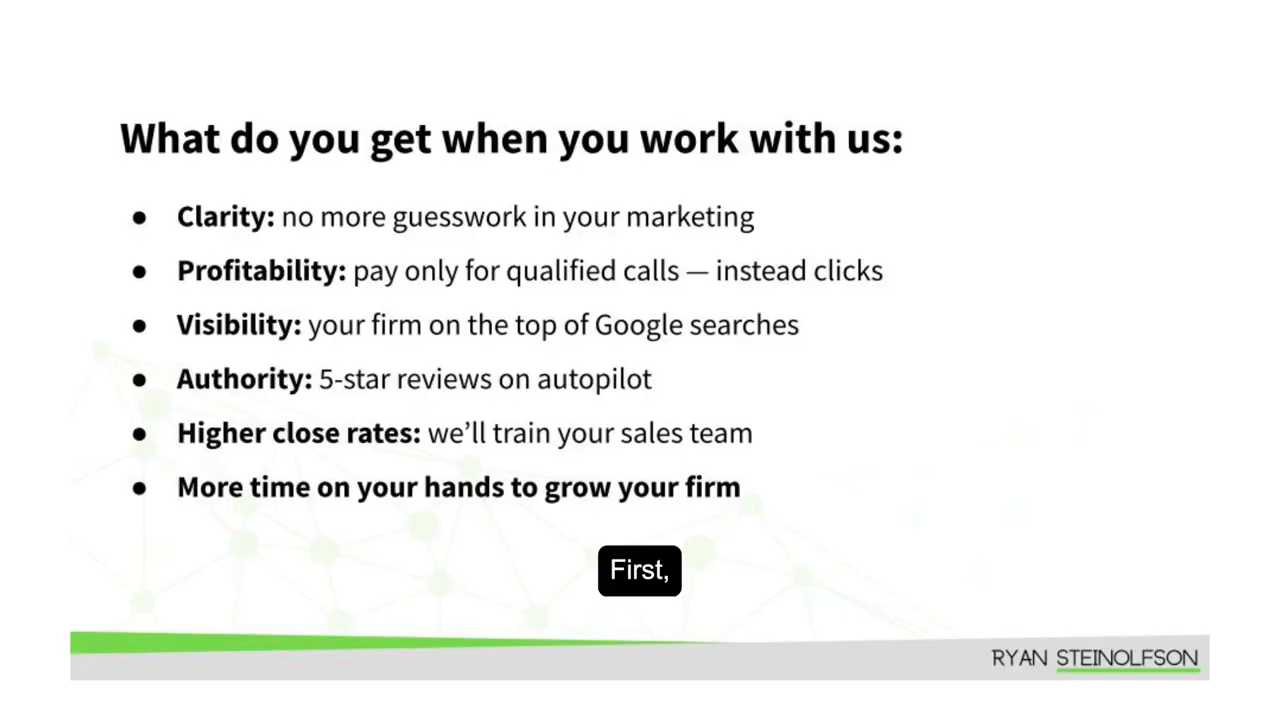 What do you get when you work with us:
● Clarity: no more guesswork in your marketing
● Profitability: pay only for qualified calls — instead clicks
● Visibility: your firm on the top of Google searches
● Authority: 5-star reviews on autopilot
● Higher close rates: we’ll train your sales team
● More time on your hands to grow your firm
First,
RYAN STEINOLFSON